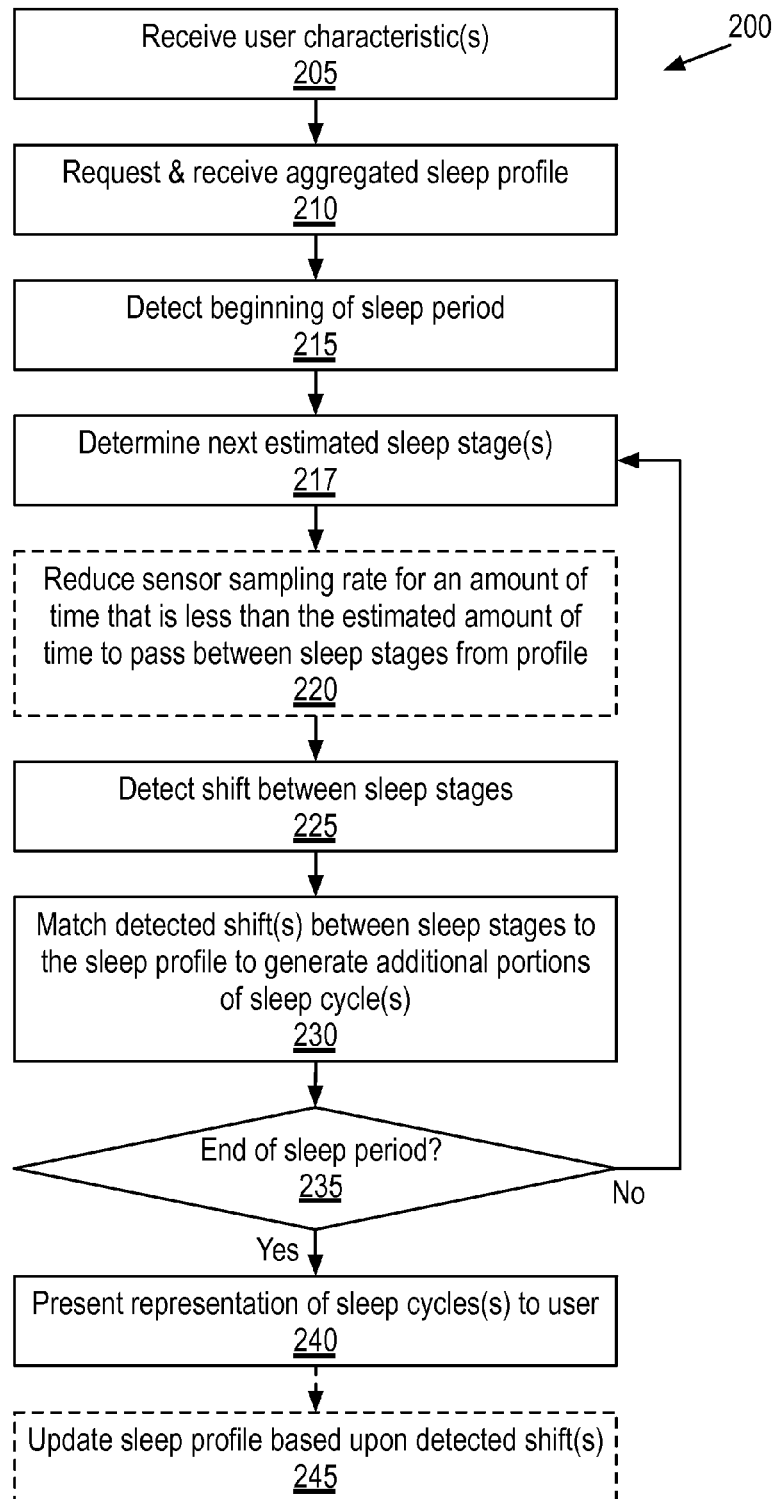 200
Receive user characteristic(s)
205
Request & receive aggregated sleep profile
210
Detect beginning of sleep period
215
Determine next estimated sleep stage(s)
217
Reduce sensor sampling rate for an amount of
time that is less than the estimated amount of
time to pass between sleep stages from profile
220
Detect shift between sleep stages
225
Match detected shift(s) between sleep stages to
the sleep profile to generate additional portions
of sleep cycle(s)
230
End of sleep period?
235
No
Yes
Present representation of sleep cycles(s) to user
240
Update sleep profile based upon detected shift(s)
245